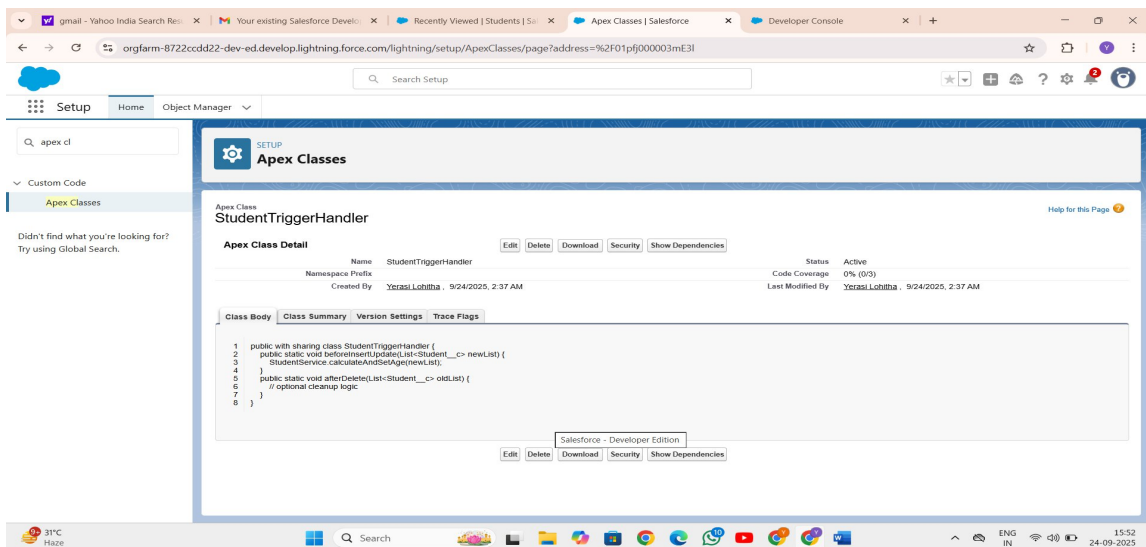 gmail - Yahoo India Search Res
Your existing Salesforce Develo
Recently Viewed | Students | Sal
Apex Classes | Salesforce
Developer Console
orgfarm-8722ccdd22-dev-ed.develop.lightning.force.com/lightning/setup/ApexClasses/page?address=%2F01pfj000003mE3l
Y
Search Setup
2
Setup
Home
Object Manager
apex cl
Custom Code
Apex Classes
Didn't find what you're looking for?
Try using Global Search.
SETUP
Apex Classes
Apex Class
StudentTriggerHandler
Help for this Page
Apex Class Detail
Edit Delete Download Security Show Dependencies
Name StudentTriggerHandler Status Active
Namespace Prefix Code Coverage 0% (0/3)
Created By Yerasi Lohitha , 9/24/2025, 2:37 AM Last Modified By Yerasi Lohitha , 9/24/2025, 2:37 AM
Class Body Class Summary Version Settings Trace Flags
1 public with sharing class StudentTriggerHandler {
2 public static void beforeInsertUpdate(List<Student__c> newList) {
3 StudentService.calculateAndSetAge(newList);
4 }
5 public static void afterDelete(List<Student__c> oldList) {
6 // optional cleanup logic
7 }
8 }
Salesforce - Developer Edition
Edit Delete Download Security Show Dependencies
9+
31°C
Haze
Search
10
ENG
IN
15:52
24-09-2025